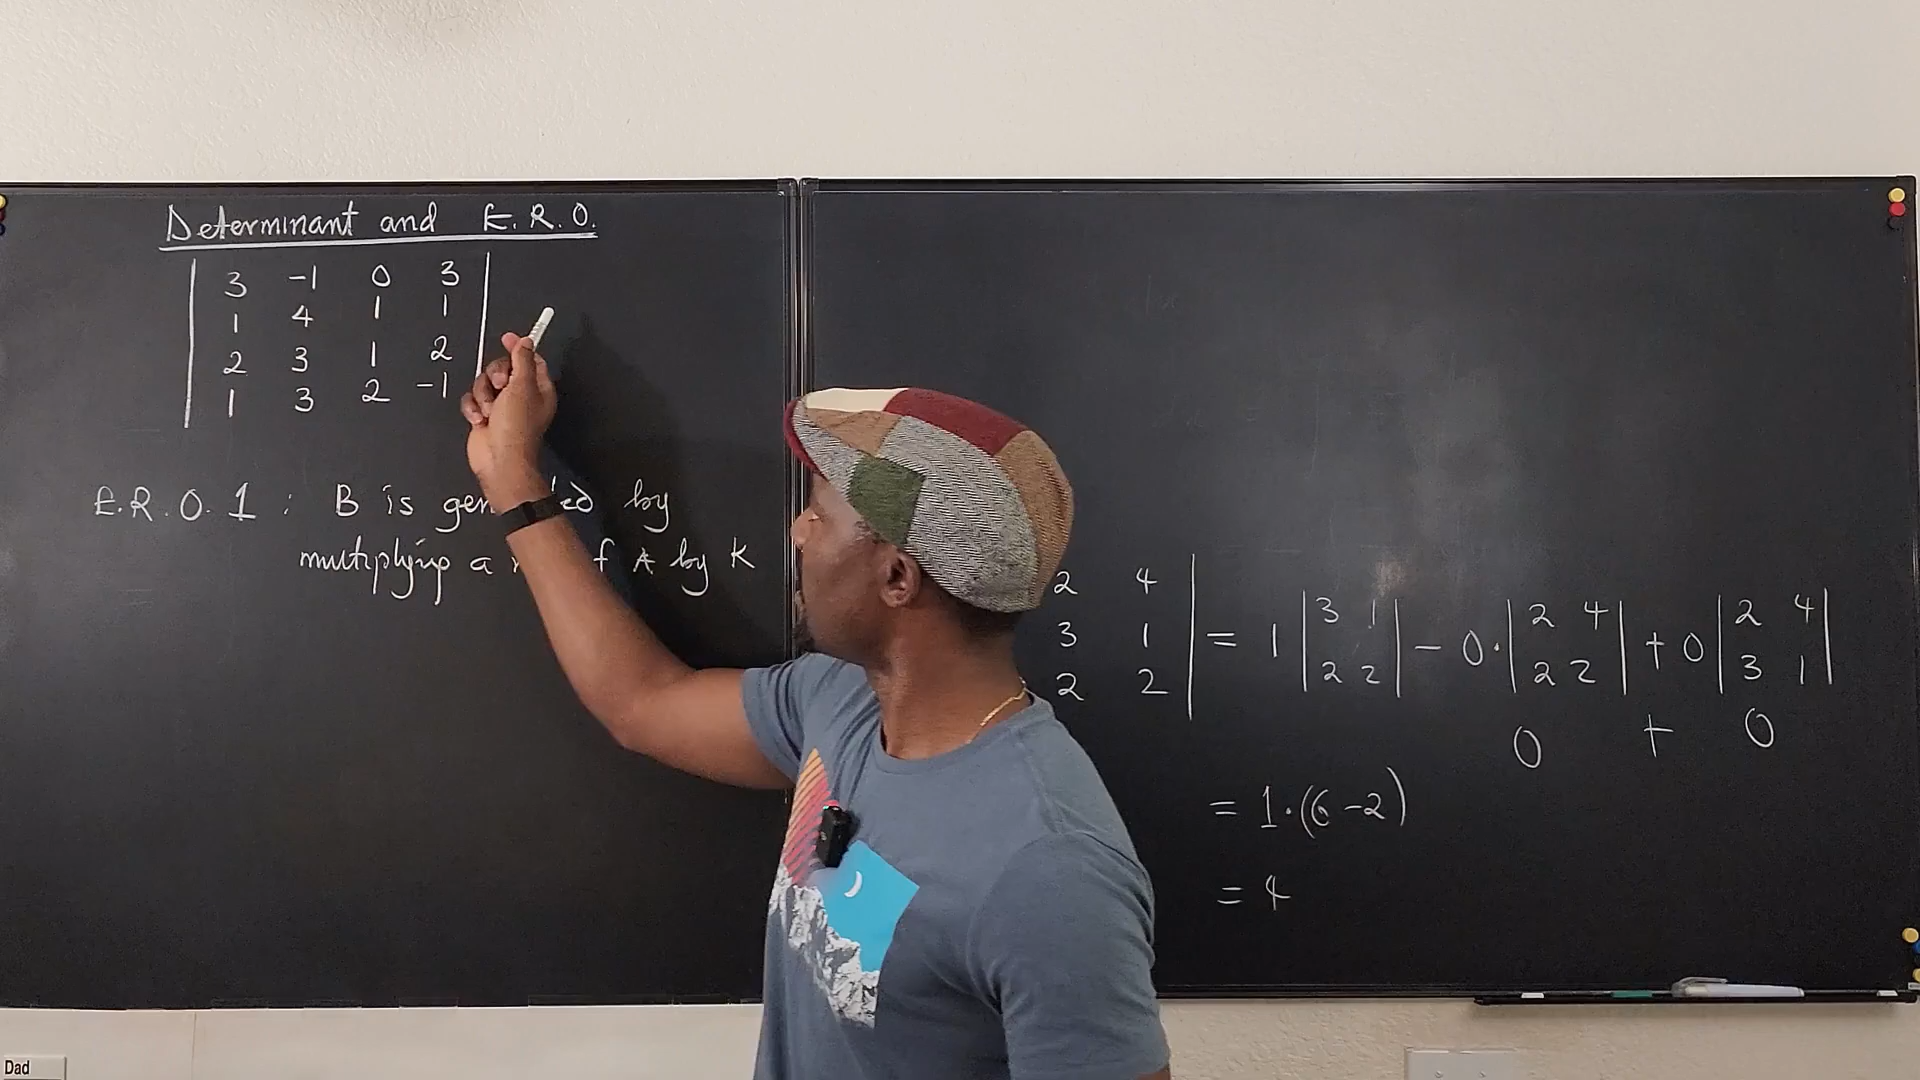 Determinant and E.R.O.
3 -1 0 3
1 4 1 1
2 3 1 2
1 3 2 -1
E.R.O. 1 : B is by
multiplying a A by K
2 4
3 1
2 2
= 1 |3 1| - 0 · |2 4| + 0 |2 4|
|2 2| |2 2| |3 1|
0 + 0
= 1 · (6 - 2)
= 4
Dad